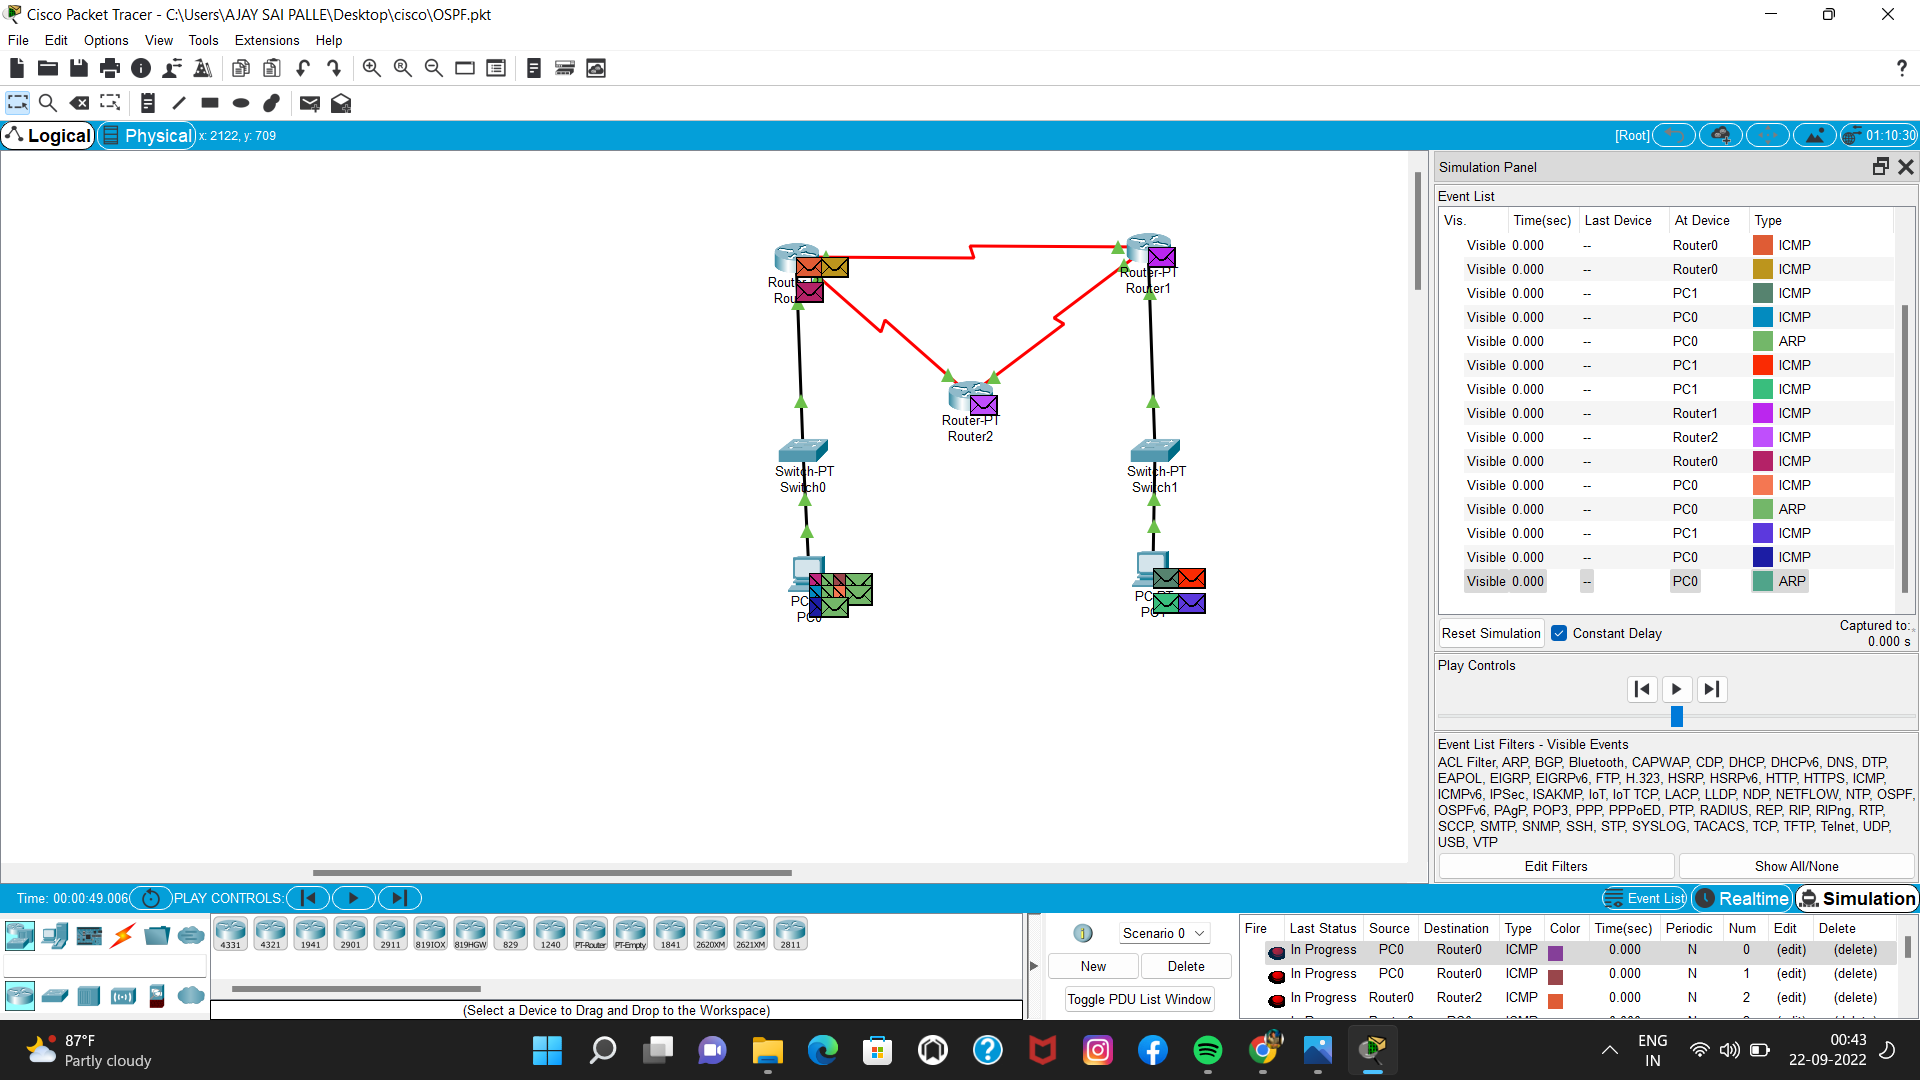 Cisco Packet Tracer - C:\Users\AJAY SAI PALLE\Desktop\cisco\OSPF.pkt
File Edit Options View Tools Extensions Help
Logical Physical x: 2122, y: 709 [Root] 01:10:30
Simulation Panel
Event List
Vis. Time(sec) Last Device At Device Type
Visible 0.000 -- Router0 ICMP
Visible 0.000 -- Router0 ICMP
Visible 0.000 -- PC1 ICMP
Visible 0.000 -- PC0 ICMP
Visible 0.000 -- PC0 ARP
Visible 0.000 -- PC1 ICMP
Visible 0.000 -- PC1 ICMP
Visible 0.000 -- Router1 ICMP
Visible 0.000 -- Router2 ICMP
Visible 0.000 -- Router0 ICMP
Visible 0.000 -- PC0 ICMP
Visible 0.000 -- PC0 ARP
Visible 0.000 -- PC1 ICMP
Visible 0.000 -- PC0 ICMP
Visible 0.000 -- PC0 ARP
Router-PT
Router1
Router-PT
Router2
Switch-PT
Switch0
Switch-PT
Switch1
PC0
Reset Simulation Constant Delay Captured to:
0.000 s
Play Controls
Event List Filters - Visible Events
ACL Filter, ARP, BGP, Bluetooth, CAPWAP, CDP, DHCP, DHCPv6, DNS, DTP,
EAPOL, EIGRP, EIGRPv6, FTP, H.323, HSRP, HSRPv6, HTTP, HTTPS, ICMP,
ICMPv6, IPSec, ISAKMP, IoT, IoT TCP, LACP, LLDP, NDP, NETFLOW, NTP, OSPF,
OSPFv6, PAgP, POP3, PPP, PPPoED, PTP, RADIUS, REP, RIP, RIPng, RTP,
SCCP, SMTP, SNMP, SSH, STP, SYSLOG, TACACS, TCP, TFTP, Telnet, UDP,
USB, VTP
Edit Filters Show All/None
Time: 00:00:49.006 PLAY CONTROLS: Event List Realtime Simulation
4331 4321 1941 2901 2911 819IOX 819HGW 829 1240 PT-Router PT-Empty 1841 2620XM 2621XM 2811
(Select a Device to Drag and Drop to the Workspace)
Scenario 0
New Delete
Toggle PDU List Window
Fire Last Status Source Destination Type Color Time(sec) Periodic Num Edit Delete
In Progress PC0 Router0 ICMP 0.000 N 0 (edit) (delete)
In Progress PC0 Router0 ICMP 0.000 N 1 (edit) (delete)
In Progress Router0 Router2 ICMP 0.000 N 2 (edit) (delete)
87°F
Partly cloudy
ENG
IN
00:43
22-09-2022